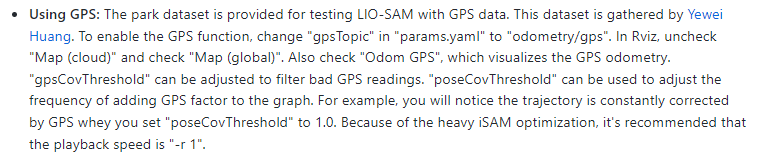 • Using GPS: The park dataset is provided for testing LIO-SAM with GPS data. This dataset is gathered by Yewei
Huang. To enable the GPS function, change "gpsTopic" in "params.yaml" to "odometry/gps". In Rviz, uncheck
"Map (cloud)" and check "Map (global)". Also check "Odom GPS", which visualizes the GPS odometry.
"gpsCovThreshold" can be adjusted to filter bad GPS readings. "poseCovThreshold" can be used to adjust the
frequency of adding GPS factor to the graph. For example, you will notice the trajectory is constantly corrected
by GPS whey you set "poseCovThreshold" to 1.0. Because of the heavy iSAM optimization, it's recommended that
the playback speed is "-r 1".